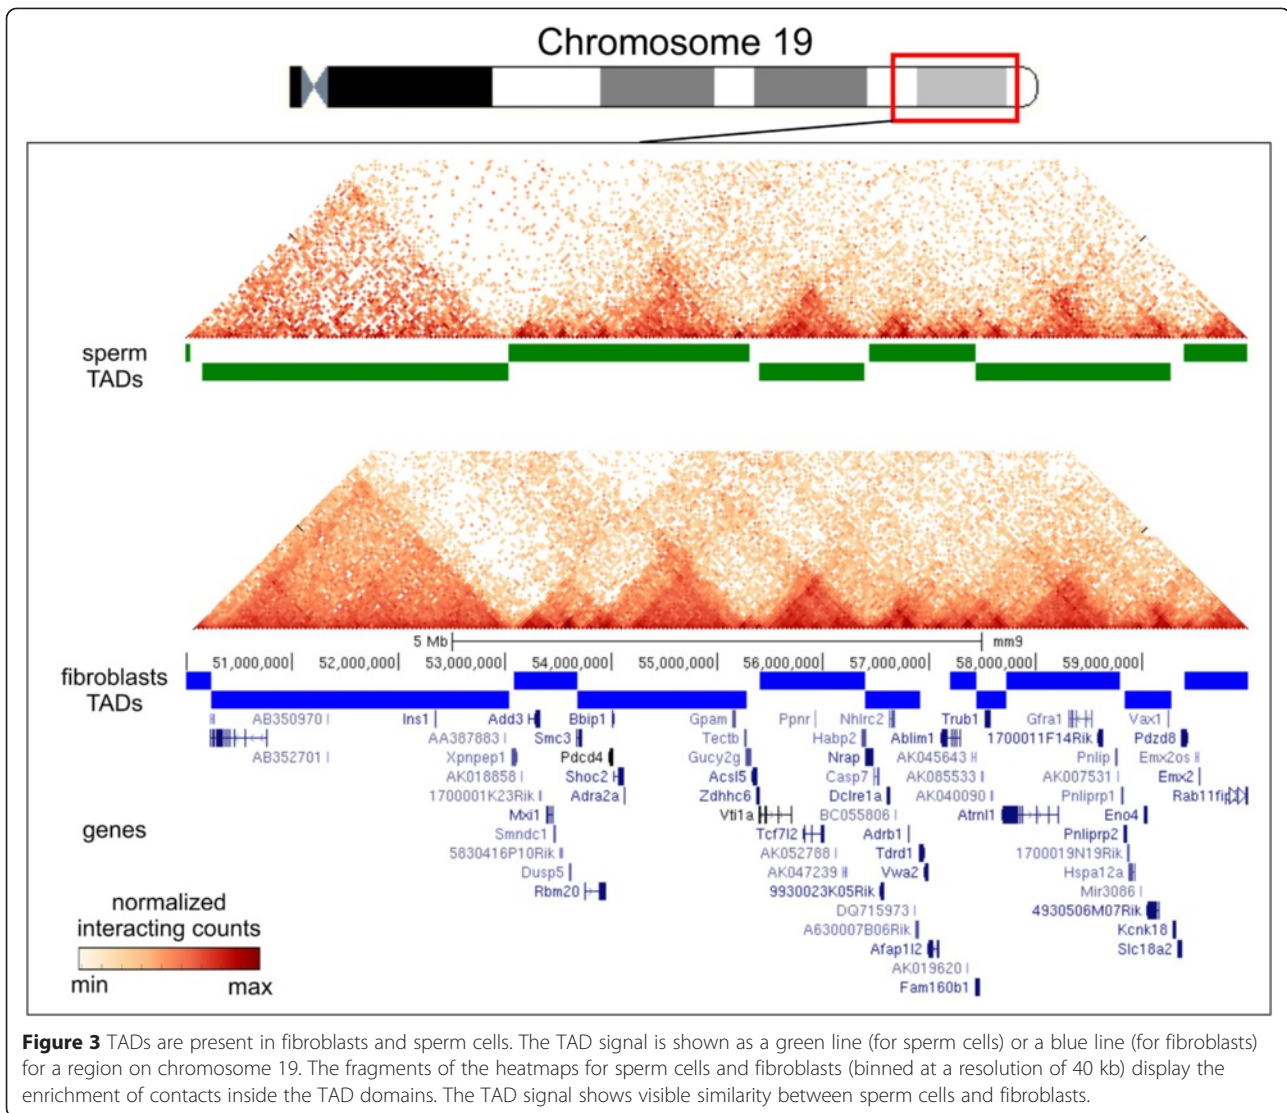 Chromosome 19
sperm
TADs
5 Mb mm9
51,000,000 52,000,000 53,000,000 54,000,000 55,000,000 56,000,000 57,000,000 58,000,000 59,000,000
fibroblasts
TADs
AB350970 Ins1 Add3 Bbip1 Gpam Ppnr Nhlrc2 Trub1 Gfra1 Vax1
AA387883 Smc3 Tectb Habp2 Ablim1 1700011F14Rik Pdzd8
AB352701 Xpnpep1 Pdcd4 Gucy2g Nrap AK045643 Pnlip Emx2os
AK018858 Shoc2 Acsl5 Casp7 AK085533 AK007531 Emx2
1700001K23Rik Adra2a Zdhhc6 Dclre1a AK040090 Pnliprp1 Rab11fip2
Mxi1 Vti1a BC055806 Atrnl1 Eno4
genes
Smndc1 Tcf7l2 Adrb1 Pnliprp2
5830416P10Rik AK052788 Tdrd1 1700019N19Rik
Dusp5 AK047239 Vwa2 Hspa12a
Rbm20 9930023K05Rik Mir3086
DQ715973 4930506M07Rik
A630007B06Rik Kcnk18
Afap1l2 Slc18a2
AK019620
Fam160b1
normalized
interacting counts
min max
Figure 3 TADs are present in fibroblasts and sperm cells. The TAD signal is shown as a green line (for sperm cells) or a blue line (for fibroblasts)
for a region on chromosome 19. The fragments of the heatmaps for sperm cells and fibroblasts (binned at a resolution of 40 kb) display the
enrichment of contacts inside the TAD domains. The TAD signal shows visible similarity between sperm cells and fibroblasts.